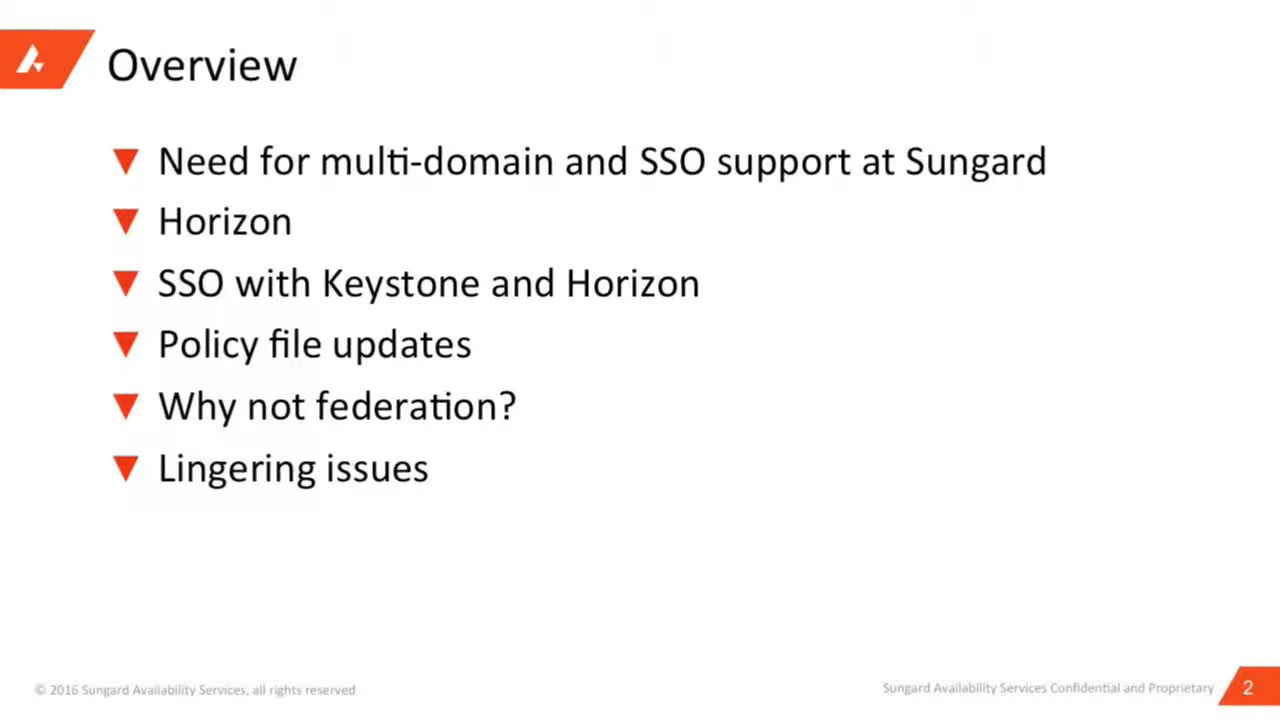 Overview
Need for multi-domain and SSO support at Sungard
Horizon
SSO with Keystone and Horizon
Policy file updates
Why not federation?
Lingering issues
© 2016 Sungard Availability Services, all rights reserved
Sungard Availability Services Confidential and Proprietary
2